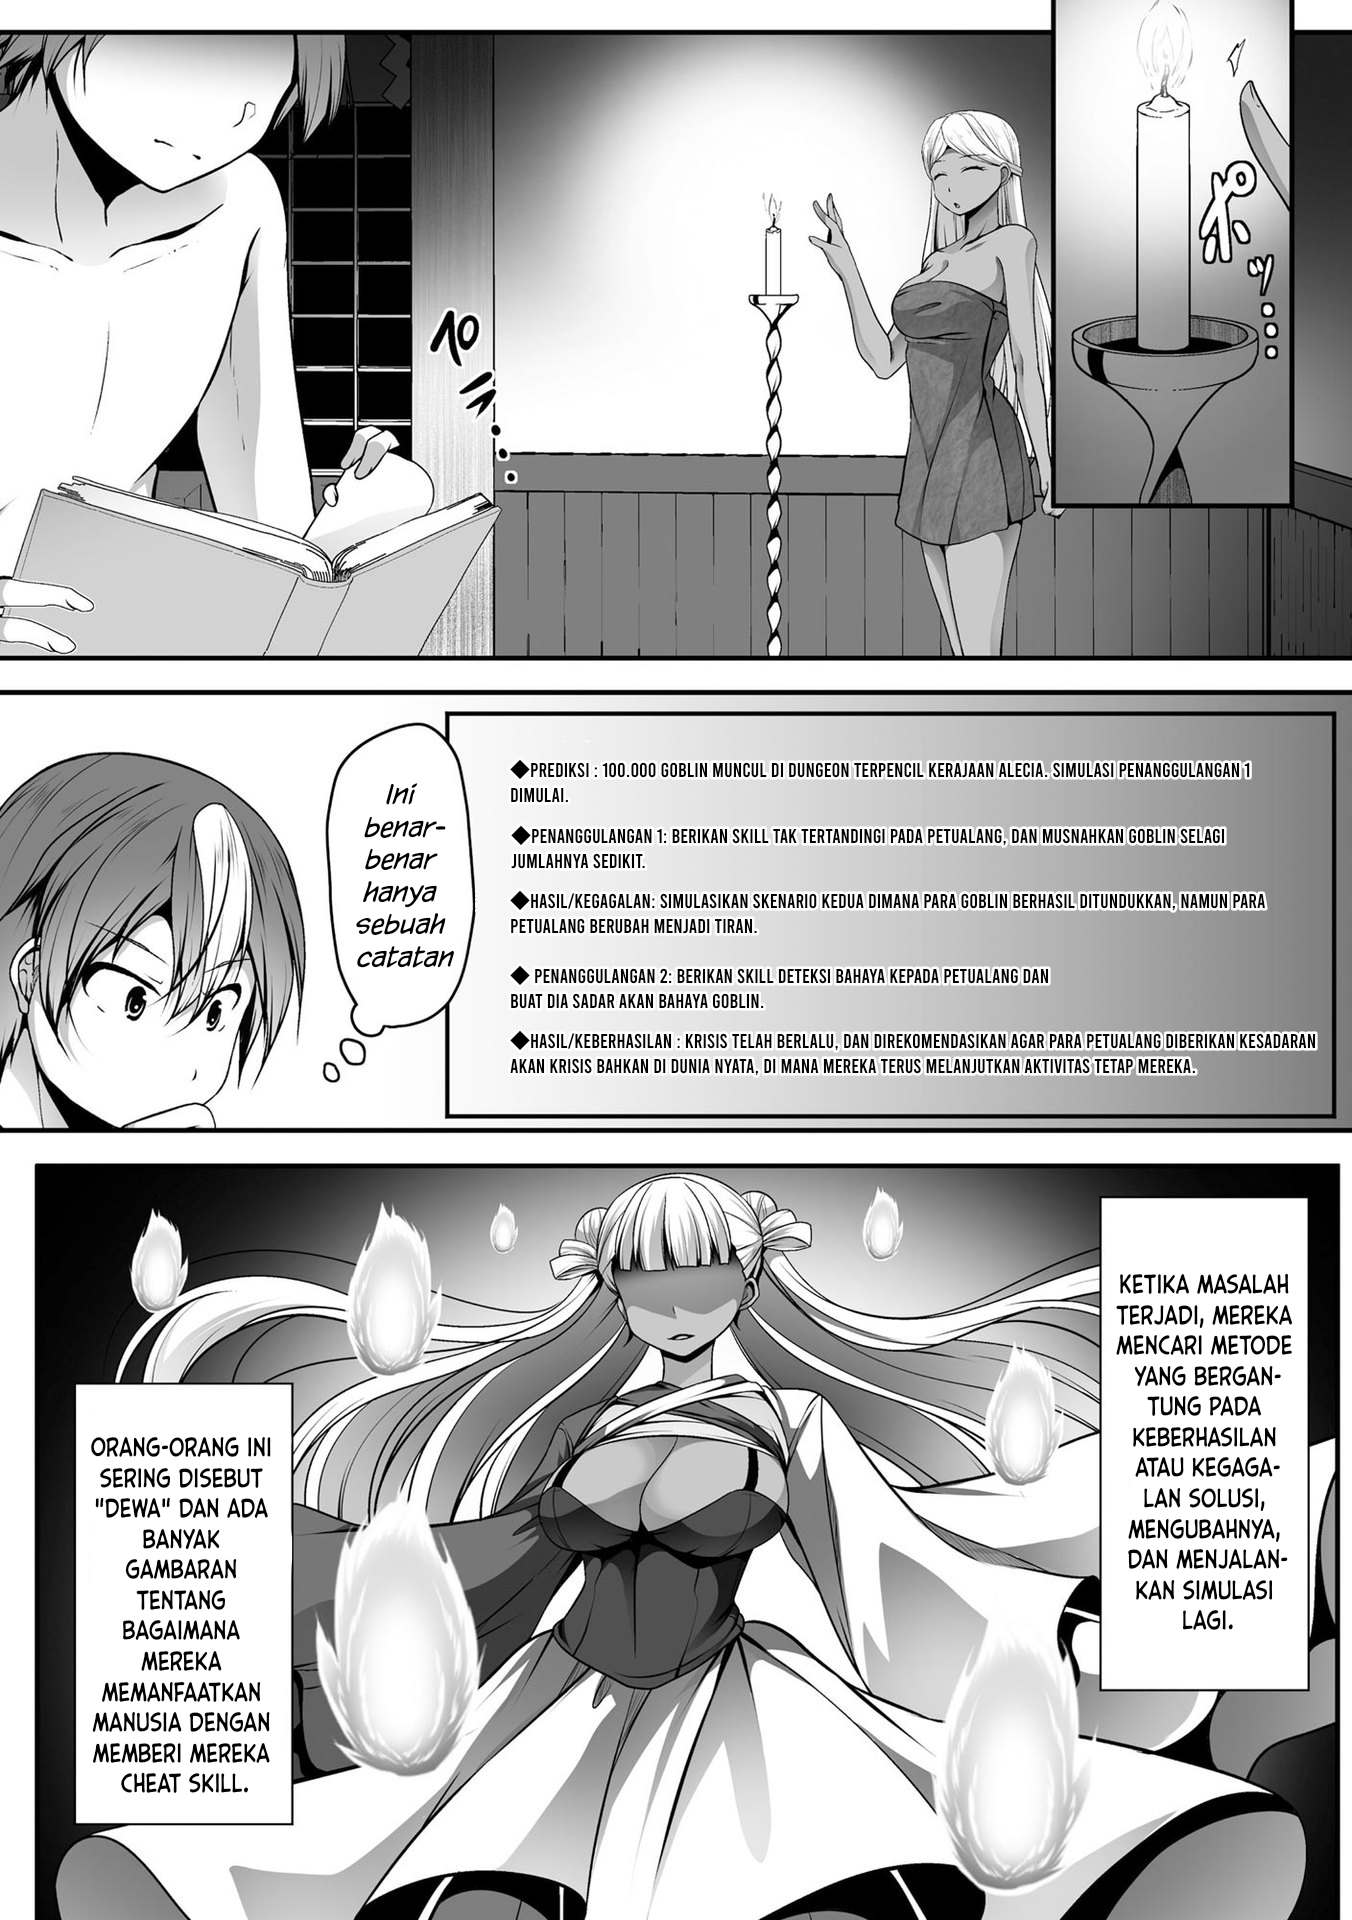 ポッ...
ペラ...
◆PREDIKSI : 100.000 GOBLIN MUNCUL DI DUNGEON TERPENCIL KERAJAAN ALECIA. SIMULASI PENANGGULANGAN 1
DIMULAI.
◆PENANGGULANGAN 1: BERIKAN SKILL TAK TERTANDINGI PADA PETUALANG, DAN MUSNAHKAN GOBLIN SELAGI
JUMLAHNYA SEDIKIT.
◆HASIL/KEGAGALAN: SIMULASIKAN SKENARIO KEDUA DIMANA PARA GOBLIN BERHASIL DITUNDUKKAN, NAMUN PARA
PETUALANG BERUBAH MENJADI TIRAN.
◆ PENANGGULANGAN 2: BERIKAN SKILL DETEKSI BAHAYA KEPADA PETUALANG DAN
BUAT DIA SADAR AKAN BAHAYA GOBLIN.
◆HASIL/KEBERHASILAN : KRISIS TELAH BERLALU, DAN DIREKOMENDASIKAN AGAR PARA PETUALANG DIBERIKAN KESADARAN
AKAN KRISIS BAHKAN DI DUNIA NYATA, DI MANA MEREKA TERUS MELANJUTKAN AKTIVITAS TETAP MEREKA.
Ini
benar-
benar
hanya
sebuah
catatan
KETIKA MASALAH
TERJADI, MEREKA
MENCARI METODE
YANG BERGAN-
TUNG PADA
KEBERHASILAN
ATAU KEGAGA-
LAN SOLUSI,
MENGUBAHNYA,
DAN MENJALAN-
KAN SIMULASI
LAGI.
ORANG-ORANG INI
SERING DISEBUT
"DEWA" DAN ADA
BANYAK
GAMBARAN
TENTANG
BAGAIMANA
MEREKA
MEMANFAATKAN
MANUSIA DENGAN
MEMBERI MEREKA
CHEAT SKILL.